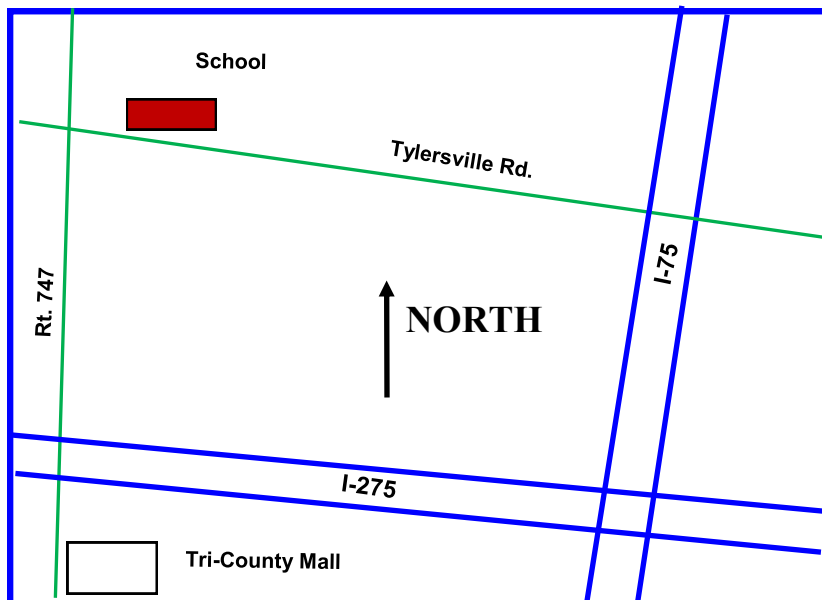 School
Tylersville Rd.
I-75
Rt. 747
NORTH
I-275
Tri-County Mall